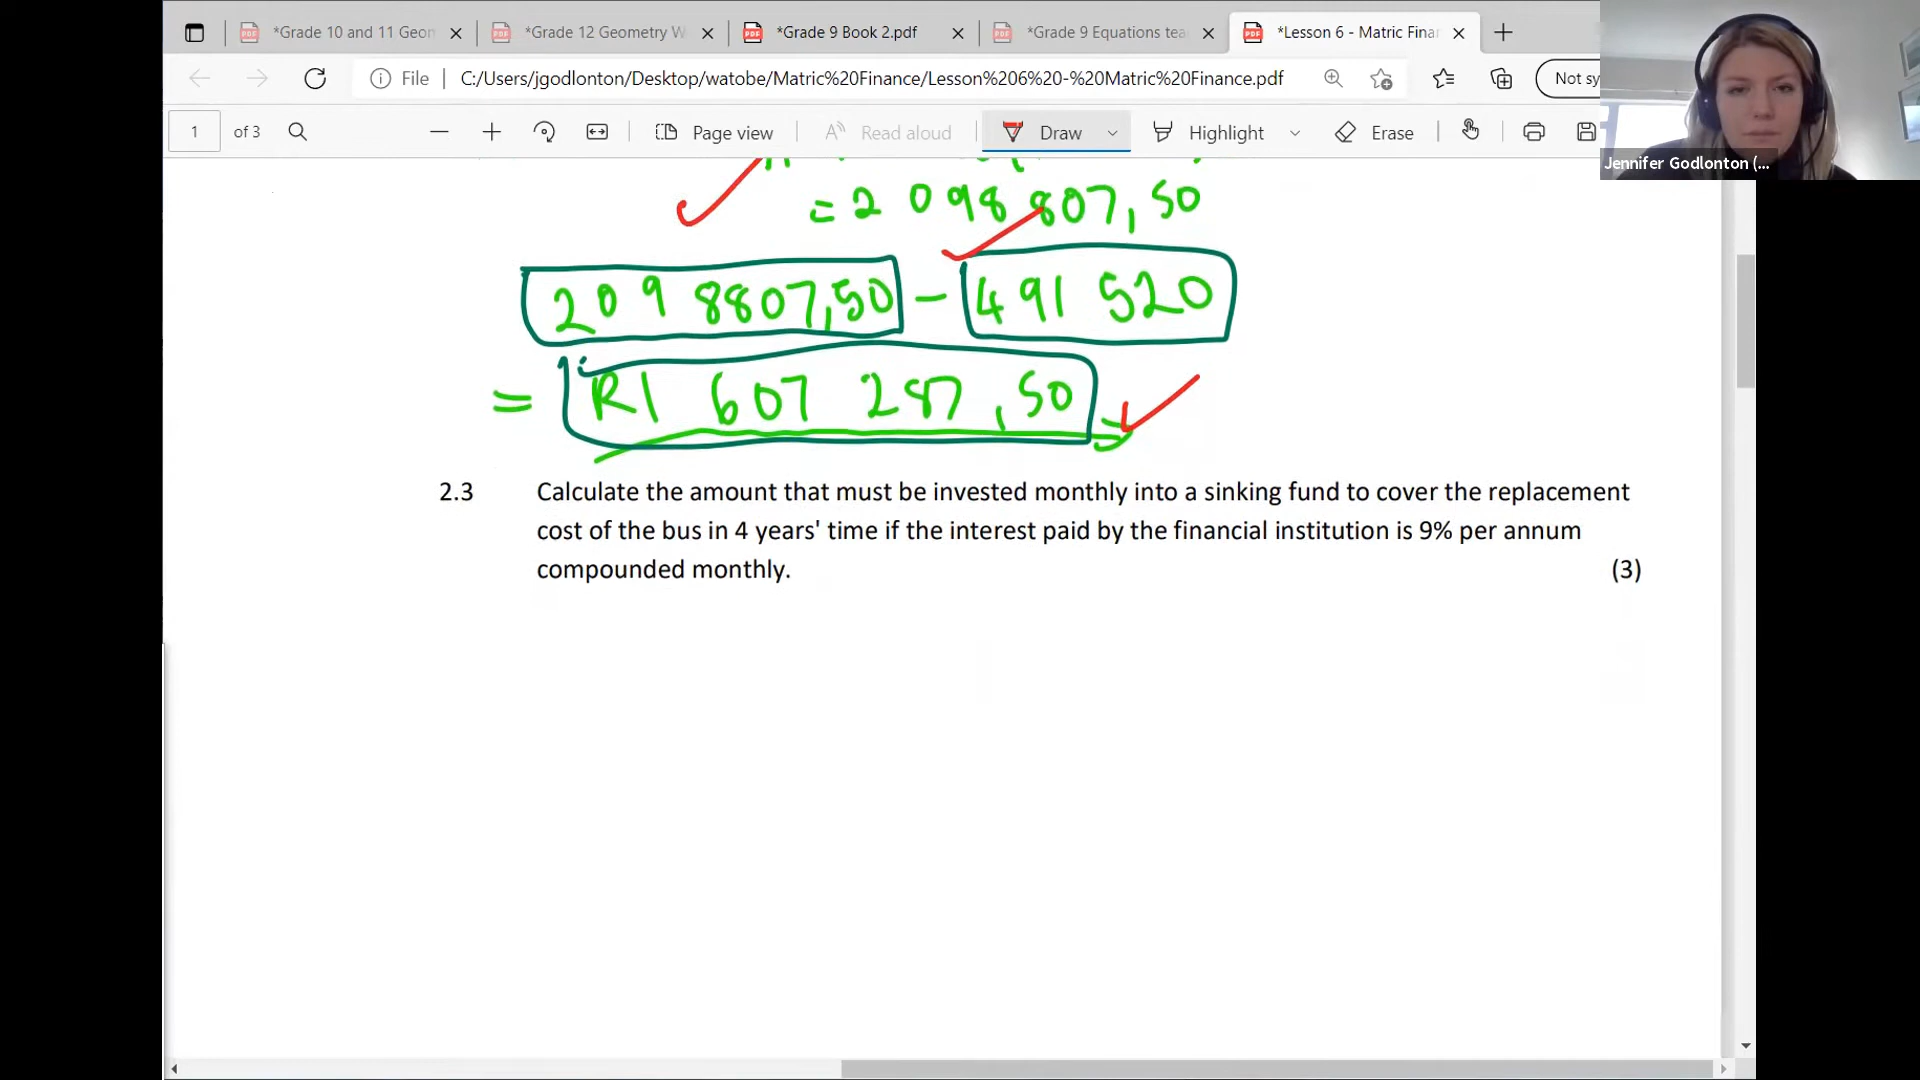 *Grade 10 and 11 Geom
*Grade 12 Geometry W
*Grade 9 Book 2.pdf
*Grade 9 Equations tea
*Lesson 6 - Matric Finan
File
C:/Users/jgodlonton/Desktop/watobe/Matric%20Finance/Lesson%206%20-%20Matric%20Finance.pdf
Not sy
1 of 3
Page view
Read aloud
Draw
Highlight
Erase
Jennifer Godlonton (...
= 2 098 807,50
209 8807,50 - 491 520
= R1 607 287,50
2.3 Calculate the amount that must be invested monthly into a sinking fund to cover the replacement
cost of the bus in 4 years' time if the interest paid by the financial institution is 9% per annum
compounded monthly. (3)